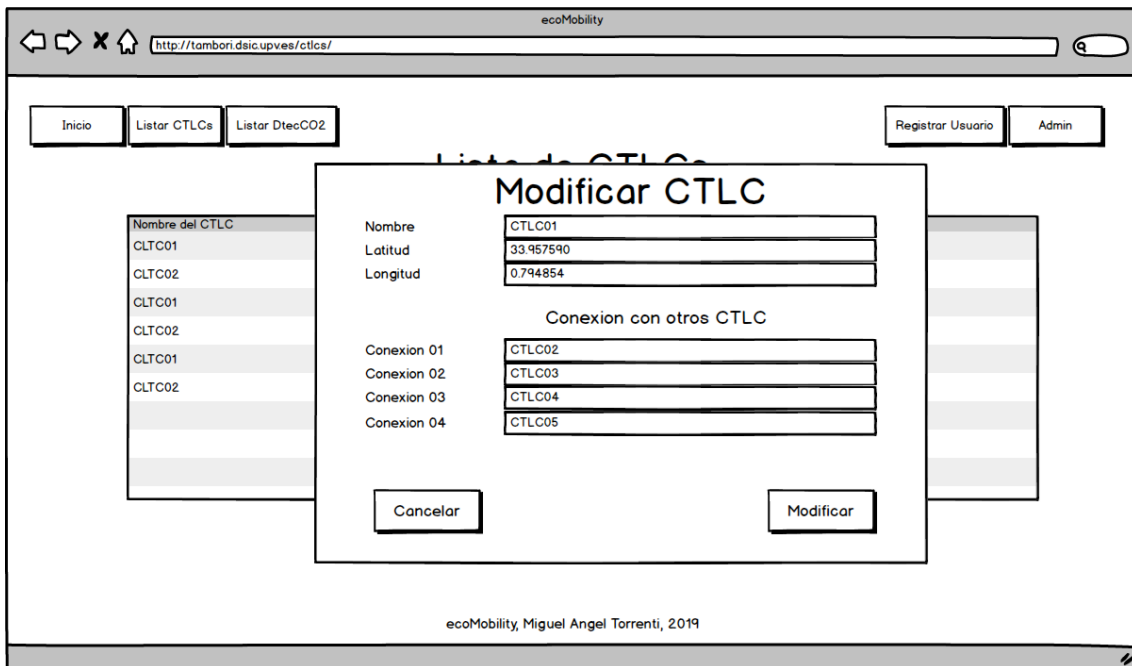 ecoMobility
http://tambori.dsic.upv.es/ctlcs/
Inicio
Listar CTLCs
Listar DtecCO2
Registrar Usuario
Admin
Lista de CTLCs
Modificar CTLC
Nombre del CTLC
CLTC01
CLTC02
CLTC01
CLTC02
CLTC01
CLTC02
Nombre CTLC01
Latitud 33.957590
Longitud 0.794854
Conexion con otros CTLC
Conexion 01 CTLC02
Conexion 02 CTLC03
Conexion 03 CTLC04
Conexion 04 CTLC05
Cancelar
Modificar
ecoMobility, Miguel Angel Torrenti, 2019